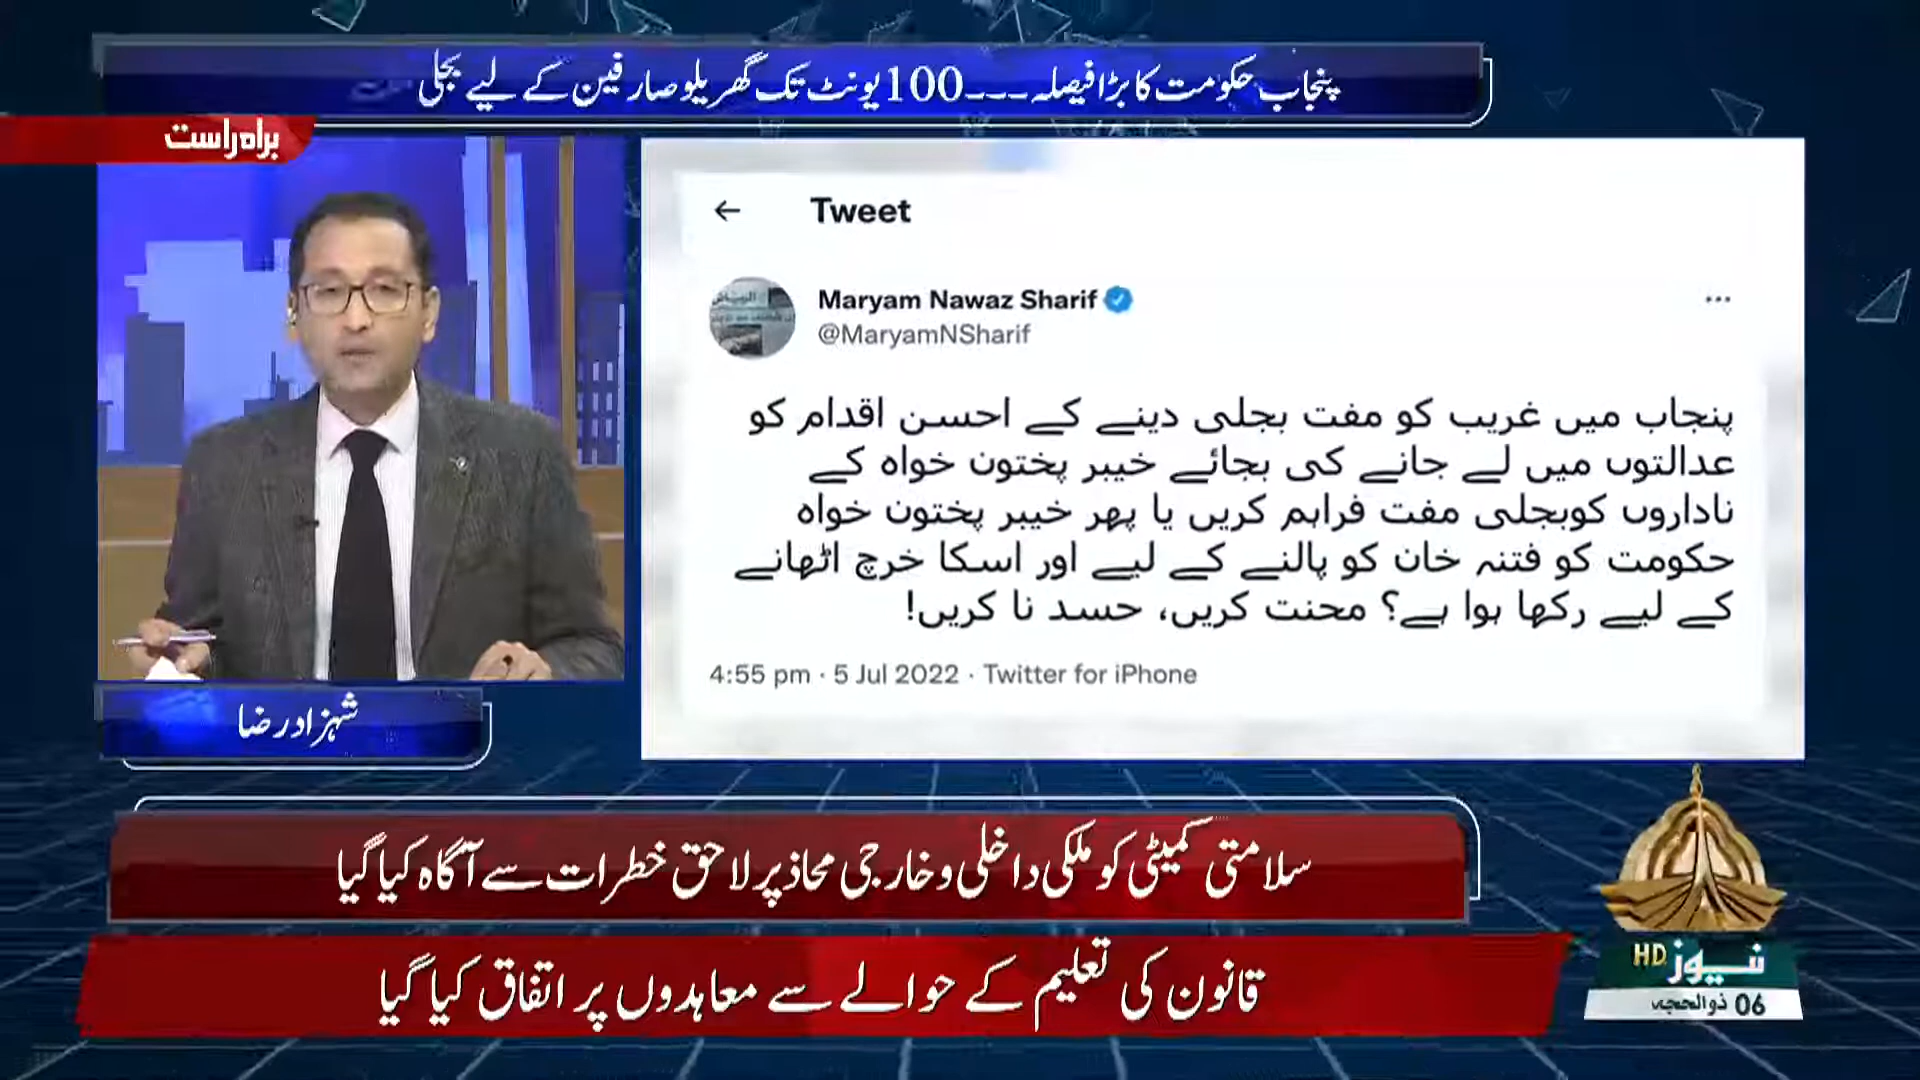 پنجاب حکومت کا بڑا فیصلہ ۔۔۔ 100 یونٹ تک گھریلو صارفین کے لیے بجلی
براہ راست
Tweet
Maryam Nawaz Sharif
@MaryamNSharif
پنجاب میں غریب کو مفت بجلی دینے کے احسن اقدام کو
عدالتوں میں لے جانے کی بجائے خیبر پختون خواہ کے
ناداروں کوبجلی مفت فراہم کریں یا پھر خیبر پختون خواہ
حکومت کو فتنہ خان کو پالنے کے لیے اور اسکا خرچ اٹھانے
کے لیے رکھا ہوا ہے؟ محنت کریں، حسد نا کریں!
4:55 pm · 5 Jul 2022 · Twitter for iPhone
شہزاد رضا
سلامتی کمیٹی کو ملکی داخلی و خارجی محاذ پر لاحق خطرات سے آگاہ کیا گیا
قانون کی تعلیم کے حوالے سے معاہدوں پر اتفاق کیا گیا
نیوز HD
06 ذوالحجہ